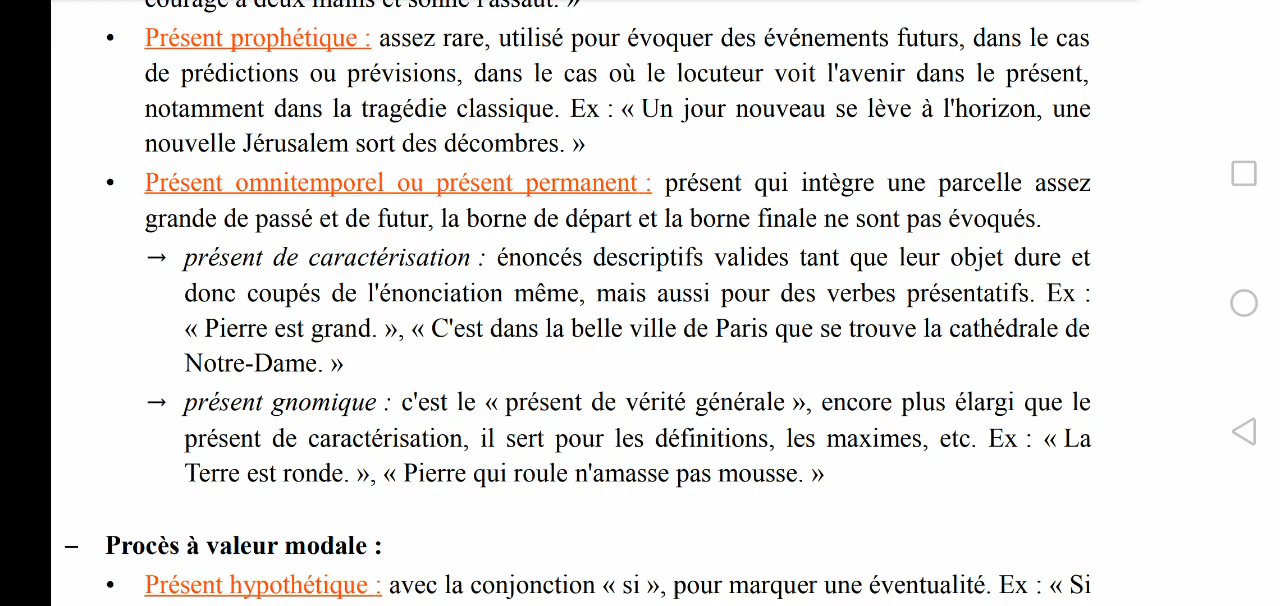 courage à deux mains et sonne l'assaut. »
• Présent prophétique : assez rare, utilisé pour évoquer des événements futurs, dans le cas
de prédictions ou prévisions, dans le cas où le locuteur voit l'avenir dans le présent,
notamment dans la tragédie classique. Ex : « Un jour nouveau se lève à l'horizon, une
nouvelle Jérusalem sort des décombres. »
• Présent omnitemporel ou présent permanent : présent qui intègre une parcelle assez
grande de passé et de futur, la borne de départ et la borne finale ne sont pas évoqués.
→ présent de caractérisation : énoncés descriptifs valides tant que leur objet dure et
donc coupés de l'énonciation même, mais aussi pour des verbes présentatifs. Ex :
« Pierre est grand. », « C'est dans la belle ville de Paris que se trouve la cathédrale de
Notre-Dame. »
→ présent gnomique : c'est le « présent de vérité générale », encore plus élargi que le
présent de caractérisation, il sert pour les définitions, les maximes, etc. Ex : « La
Terre est ronde. », « Pierre qui roule n'amasse pas mousse. »
– Procès à valeur modale :
• Présent hypothétique : avec la conjonction « si », pour marquer une éventualité. Ex : « Si